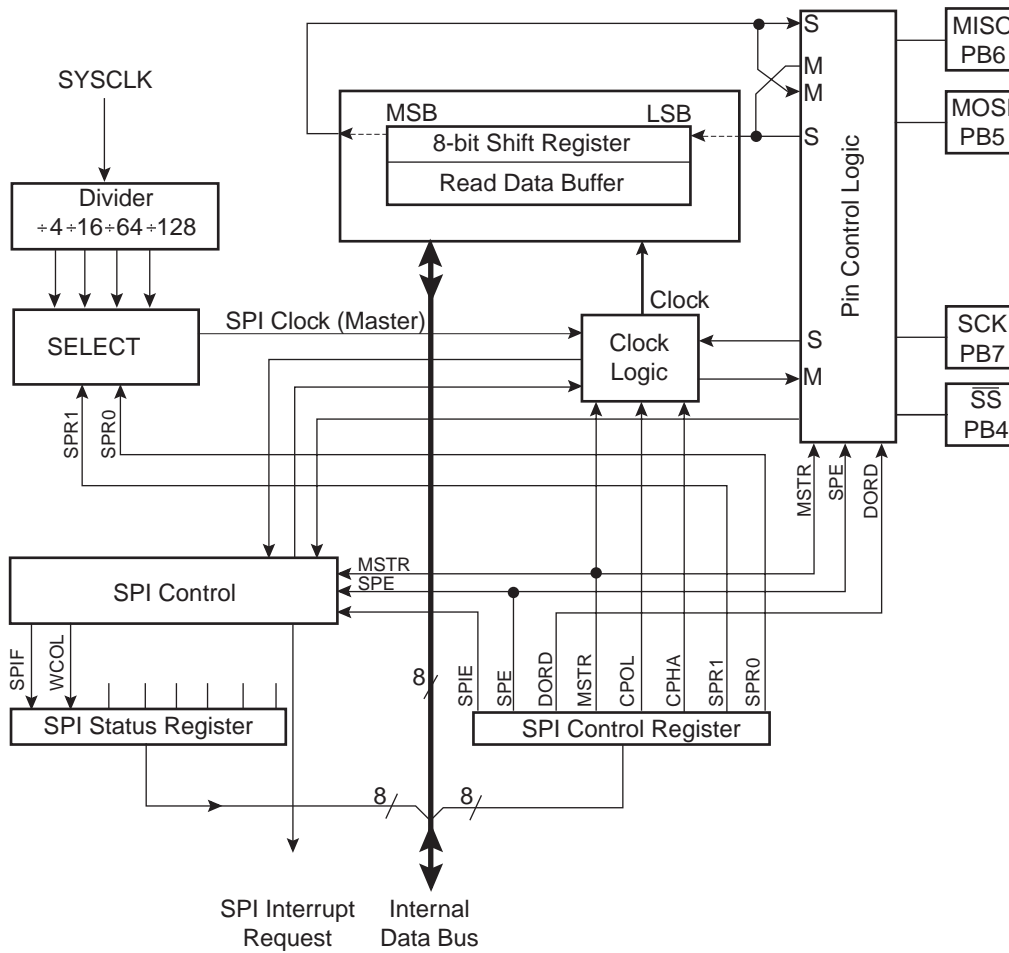 SYSCLK
Divider
÷4÷16÷64÷128
SELECT
SPR1
SPR0
SPI Clock (Master)
MSB
LSB
8-bit Shift Register
Read Data Buffer
Clock
Clock
Logic
S
M
M
S
S
M
Pin Control Logic
MISO
PB6
MOSI
PB5
SCK
PB7
SS
PB4
MSTR
SPE
DORD
SPI Control
MSTR
SPE
SPIF
WCOL
SPI Status Register
8
SPIE
SPE
DORD
MSTR
CPOL
CPHA
SPR1
SPR0
SPI Control Register
8
8
SPI Interrupt
Request
Internal
Data Bus